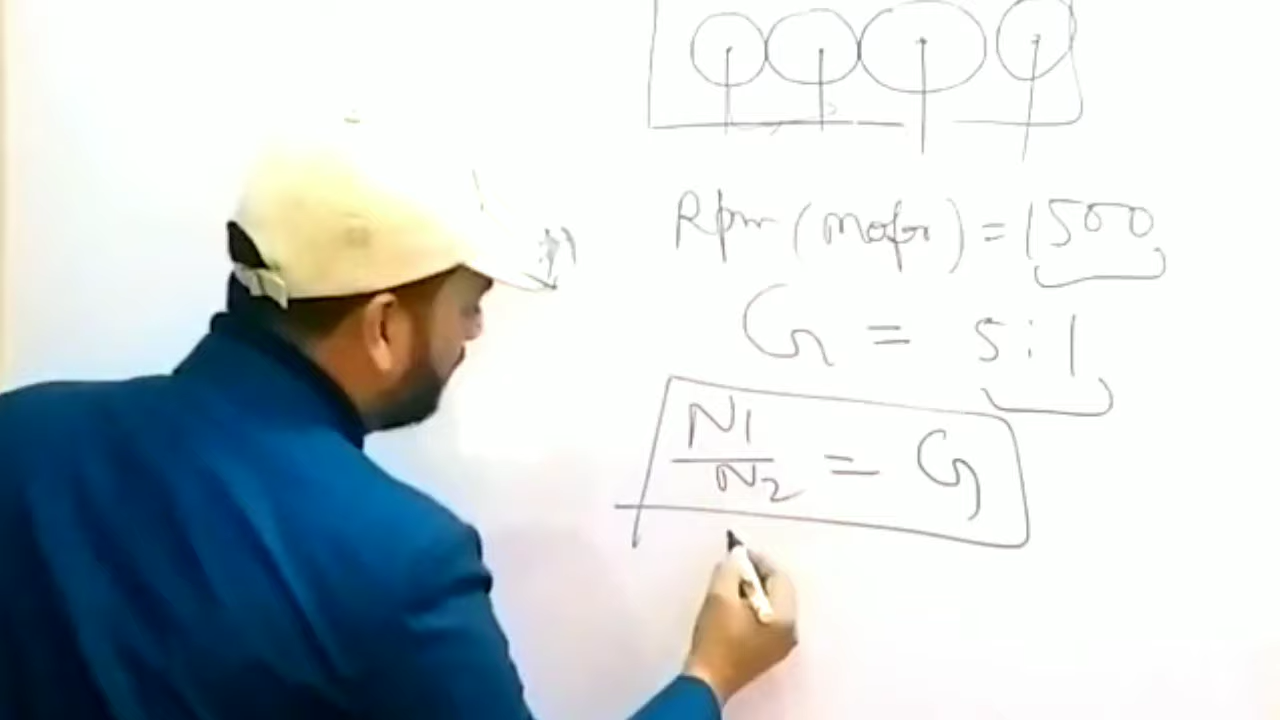 Rpm (Motor) = 1500
G = 5:1
N1
N2 = G